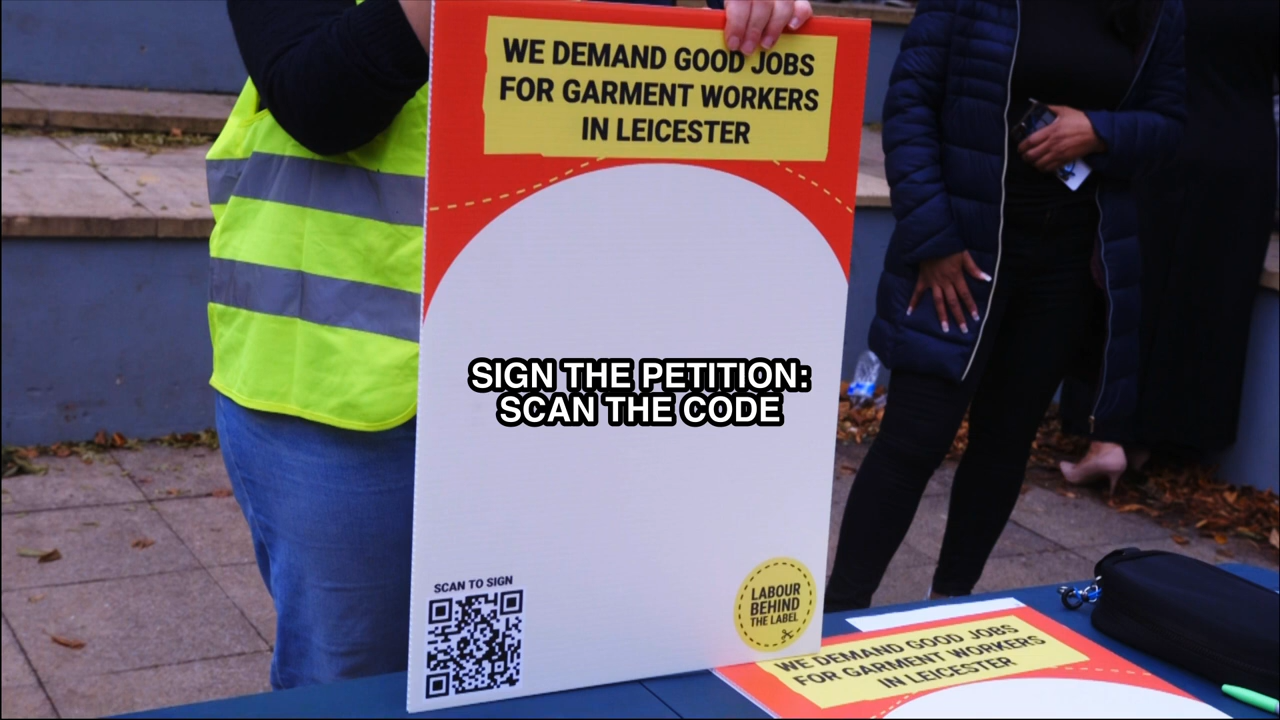 WE DEMAND GOOD JOBS
FOR GARMENT WORKERS
IN LEICESTER
SIGN THE PETITION:
SCAN THE CODE
SCAN TO SIGN
LABOUR
BEHIND
THE LABEL
WE DEMAND GOOD JOBS
FOR GARMENT WORKERS
IN LEICESTER